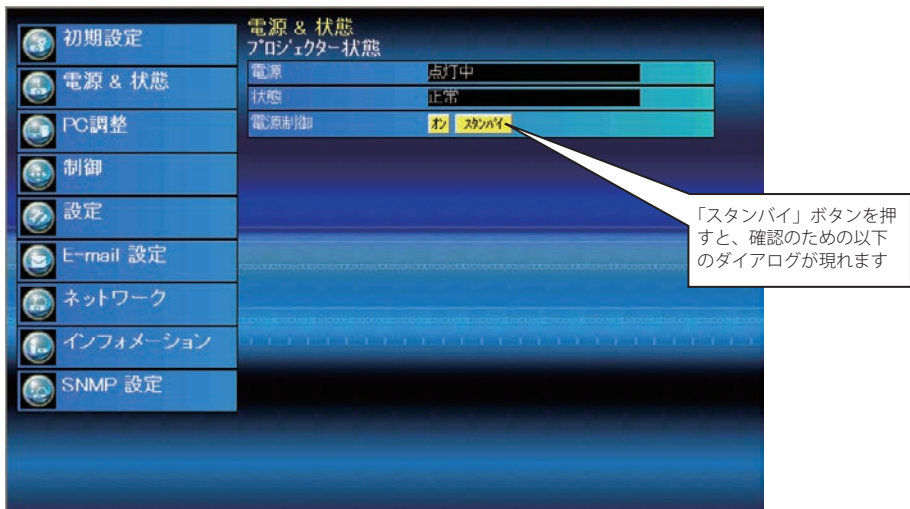 初期設定
電源 & 状態
PC調整
制御
設定
E-mail 設定
ネットワーク
インフォメーション
SNMP 設定
電源 & 状態
プロジェクター状態
電源 点灯中
状態 正常
電源制御 オン スタンバイ
「スタンバイ」ボタンを押
すと、確認のための以下
のダイアログが現れます